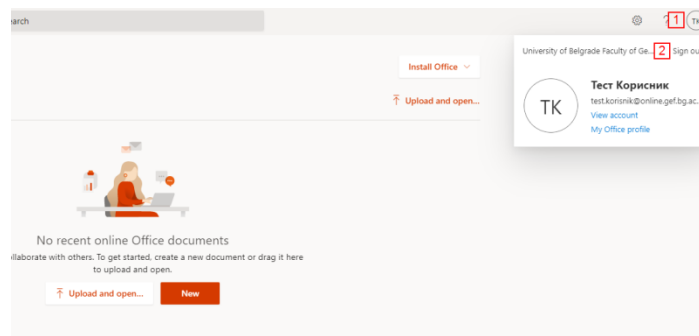 arch
? 1 TK
University of Belgrade Faculty of Ge... 2 Sign ou
Install Office
Тест Корисник
TK
test.korisnik@online.gef.bg.ac...
Upload and open...
View account
My Office profile
No recent online Office documents
llaborate with others. To get started, create a new document or drag it here
to upload and open.
Upload and open...
New